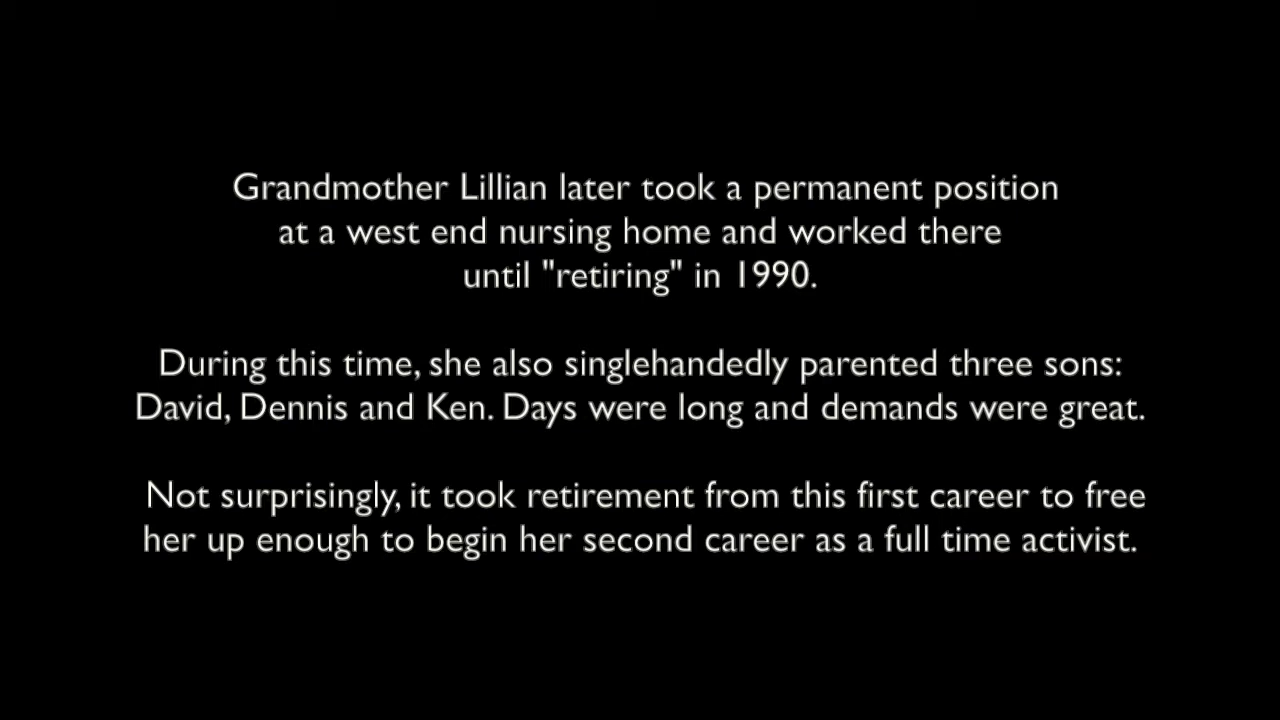 Grandmother Lillian later took a permanent position
at a west end nursing home and worked there
until "retiring" in 1990.
During this time, she also singlehandedly parented three sons:
David, Dennis and Ken. Days were long and demands were great.
Not surprisingly, it took retirement from this first career to free
her up enough to begin her second career as a full time activist.